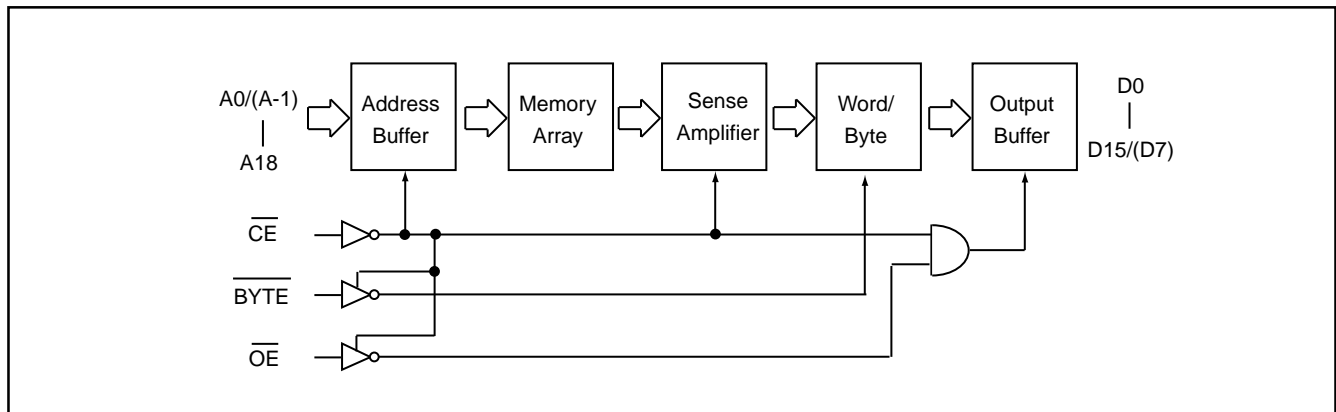 A0/(A-1)
A18
Address
Buffer
Memory
Array
Sense
Amplifier
Word/
Byte
Output
Buffer
D0
D15/(D7)
CE
BYTE
OE